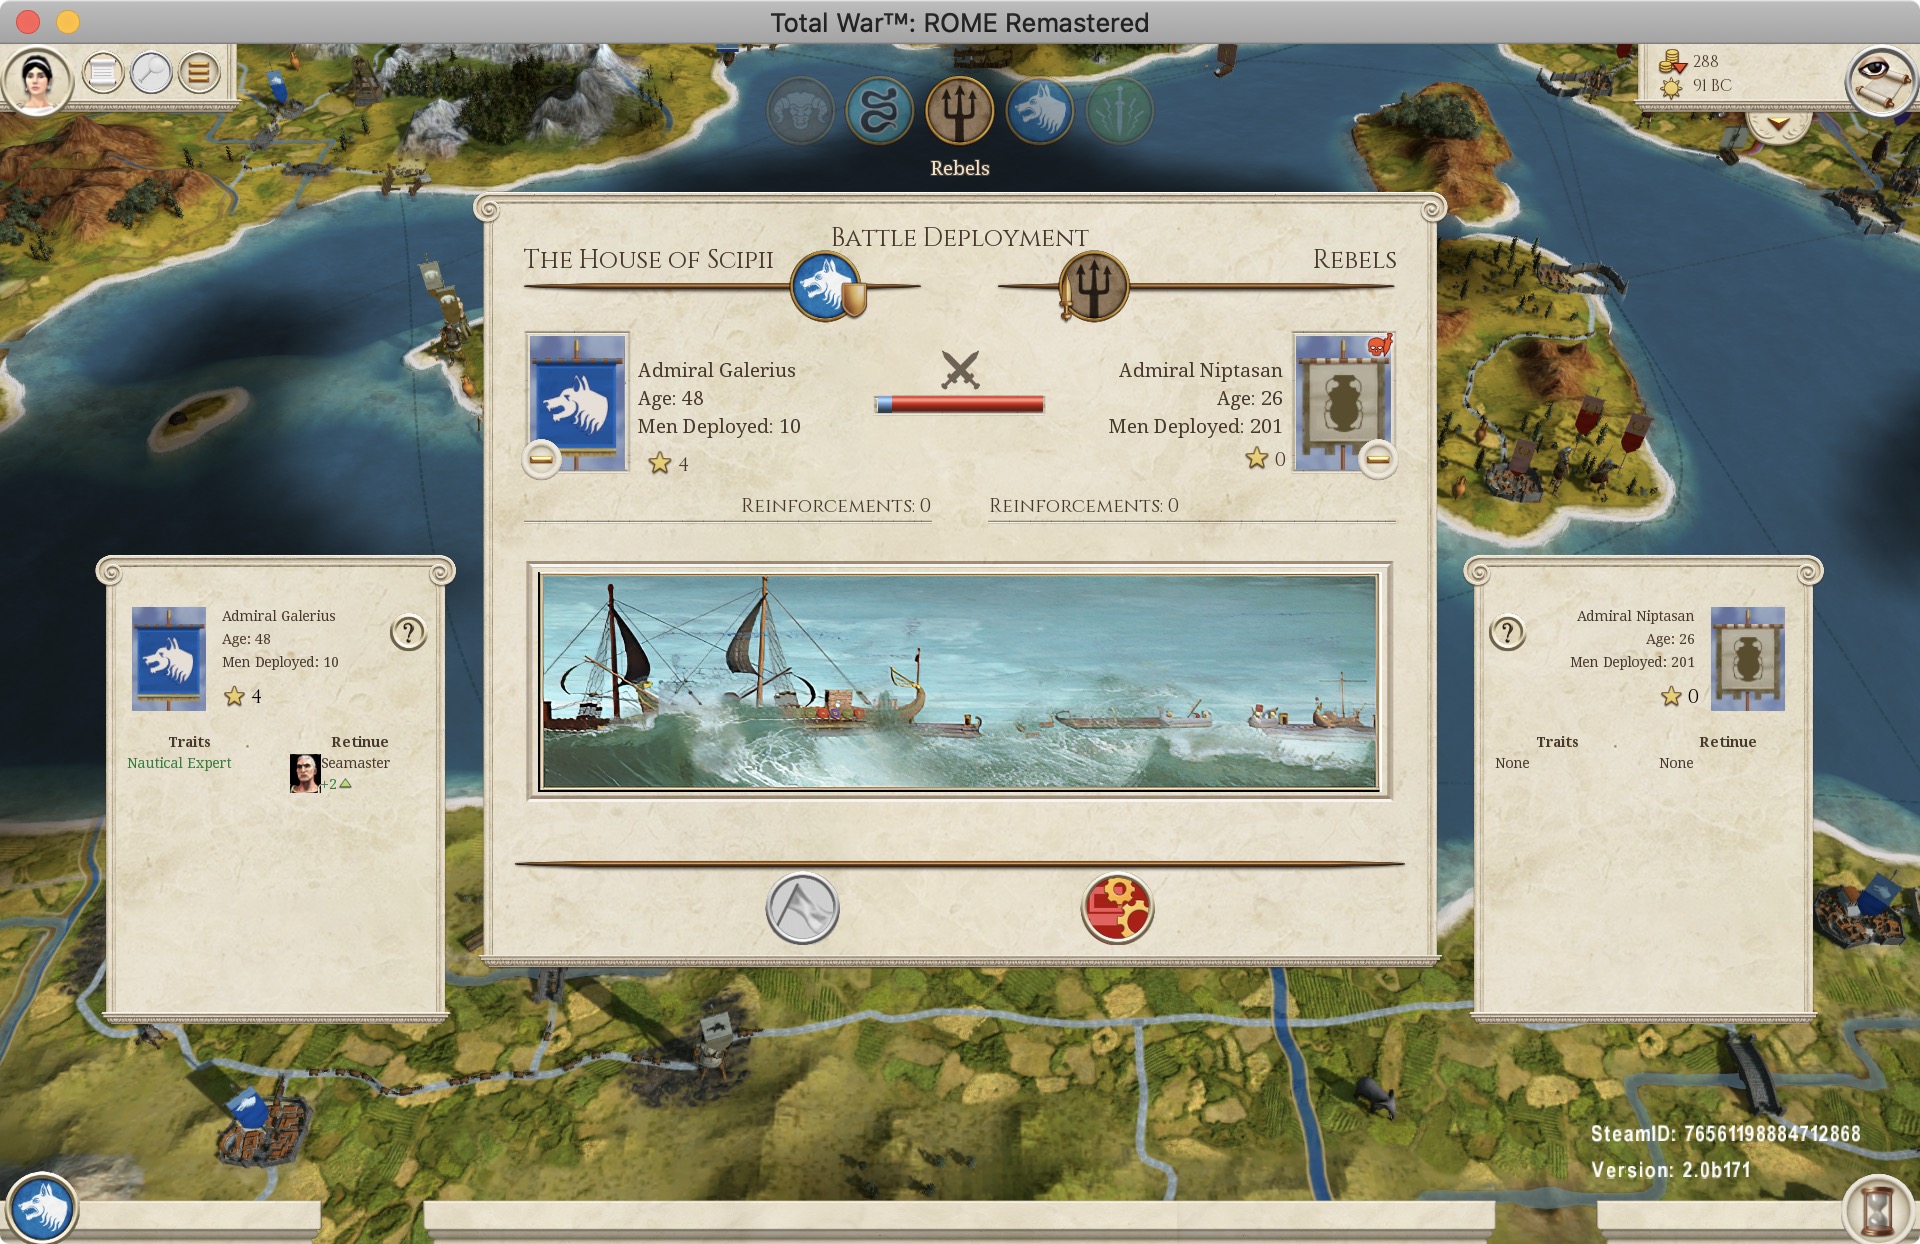 Total War™: ROME Remastered
288
91 BC
Rebels
Battle Deployment
The House of Scipii
Rebels
Admiral Galerius
Age: 48
Men Deployed: 10
4
Admiral Niptasan
Age: 26
Men Deployed: 201
0
Reinforcements: 0
Reinforcements: 0
Admiral Galerius
Age: 48
Men Deployed: 10
4
?
Traits
Retinue
Nautical Expert
Seamaster
+2
Admiral Niptasan
Age: 26
Men Deployed: 201
0
?
Traits
Retinue
None
None
SteamID: 76561198884712868
Version: 2.0b171